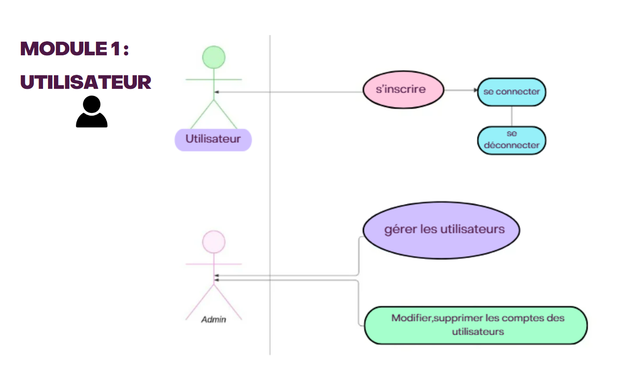 MODULE 1 :
UTILISATEUR
s'inscrire
se connecter
se
déconnecter
Utilisateur
gérer les utilisateurs
Admin
Modifier,supprimer les comptes des
utilisateurs